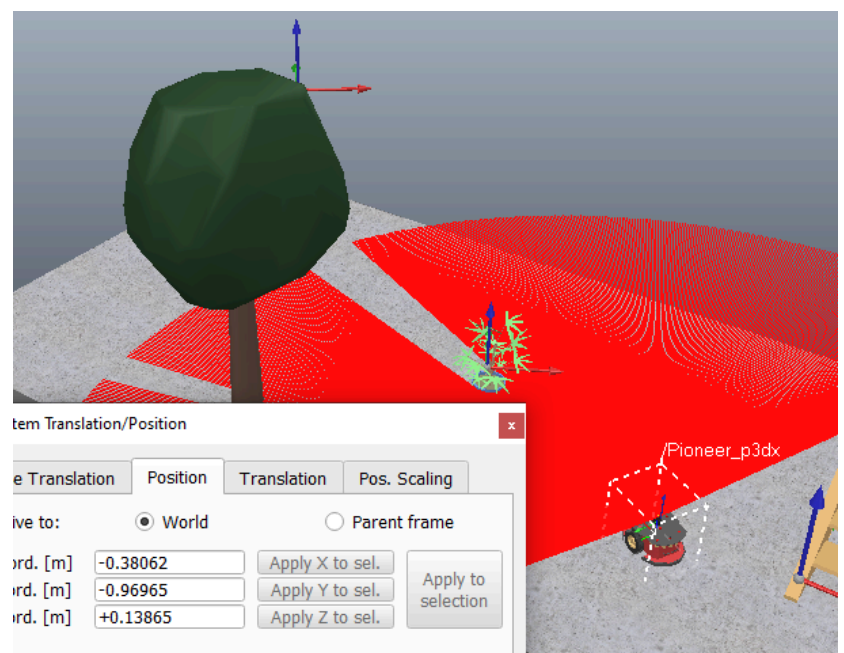 /Pioneer_p3dx
tem Translation/Position
x
e Translation Position Translation Pos. Scaling
ive to: World Parent frame
ord. [m] -0.38062 Apply X to sel.
ord. [m] -0.96965 Apply Y to sel.
Apply to selection
ord. [m] +0.13865 Apply Z to sel.